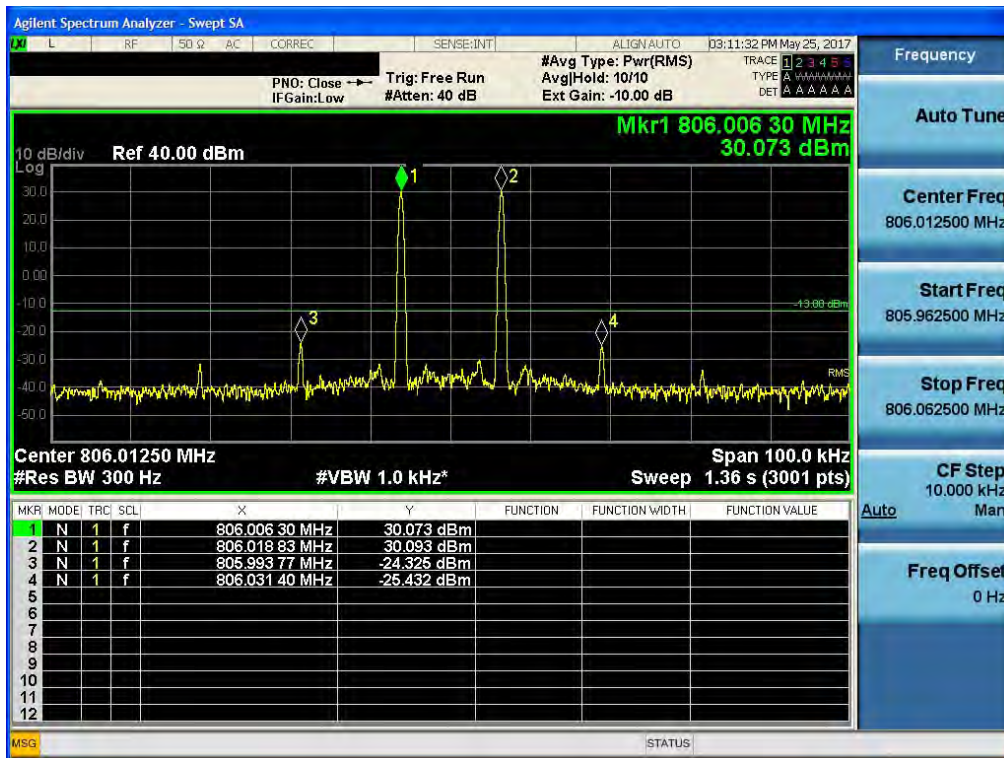 Agilent Spectrum Analyzer - Swept SA
LXI L RF 50 Ω AC CORREC SENSE:INT ALIGN AUTO 03:11:32 PM May 25, 2017
Frequency
PNO: Close
IFGain:Low
Trig: Free Run
#Atten: 40 dB
#Avg Type: Pwr(RMS)
Avg|Hold: 10/10
Ext Gain: -10.00 dB
TRACE 1 2 3 4 5 6
TYPE A WWWWW
DET A A A A A A
Auto Tune
Mkr1 806.006 30 MHz
30.073 dBm
10 dB/div Ref 40.00 dBm
Log
30.0
20.0
10.0
0.00
-10.0
-20.0
-30.0
-40.0
-50.0
1
2
3
4
-13.00 dBm
RMS
Center Freq
806.012500 MHz
Start Freq
805.962500 MHz
Stop Freq
806.062500 MHz
Center 806.01250 MHz Span 100.0 kHz
#Res BW 300 Hz #VBW 1.0 kHz* Sweep 1.36 s (3001 pts)
CF Step
10.000 kHz
Auto Man
Freq Offset
0 Hz
MKR MODE TRC SCL X Y FUNCTION FUNCTION WIDTH FUNCTION VALUE
1 N 1 f 806.006 30 MHz 30.073 dBm
2 N 1 f 806.018 83 MHz 30.093 dBm
3 N 1 f 805.993 77 MHz -24.325 dBm
4 N 1 f 806.031 40 MHz -25.432 dBm
5
6
7
8
9
10
11
12
MSG STATUS